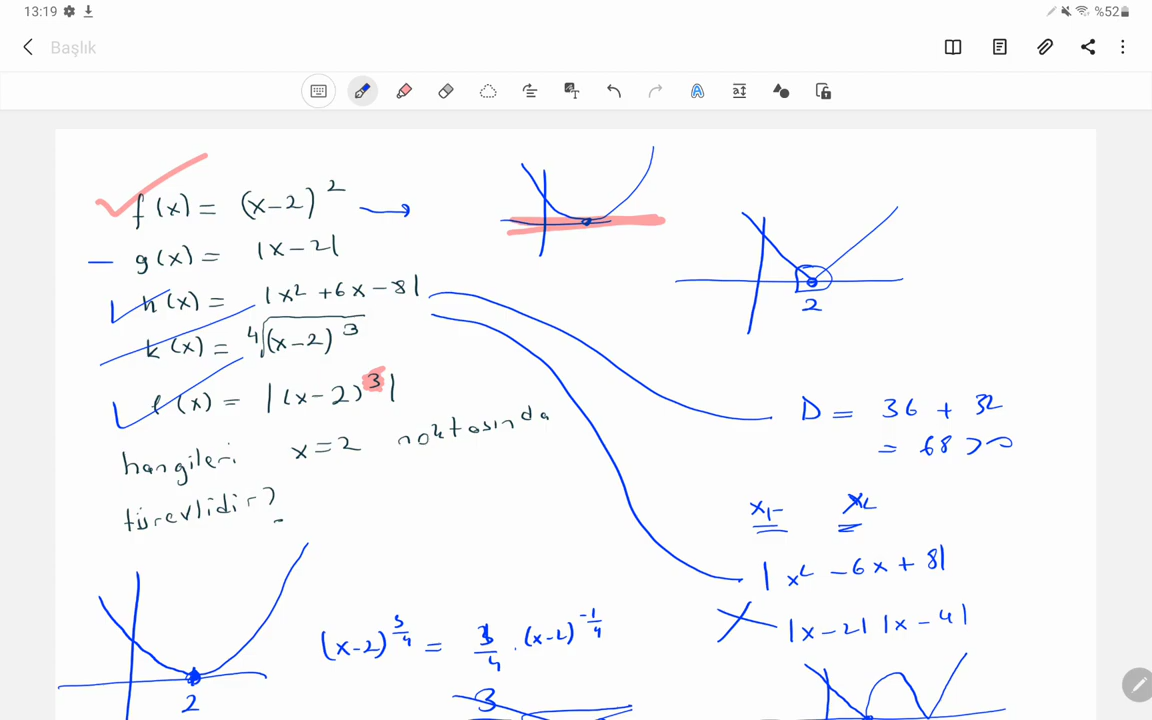 13:19
%52
Başlık
f(x) = (x-2)²
g(x) = |x-2|
h(x) = |x² +6x-8|
k(x) = ⁴√(x-2)³
f(x) = |(x-2)³|
hangileri x=2 noktasında
türevlidir?
2
D = 36 + 32
= 68 >0
x₁ x₂
|x² -6x+8|
|x-2| |x-4|
2
(x-2)^{3/4} = 3/4 . (x-2)^{-1/4}
3